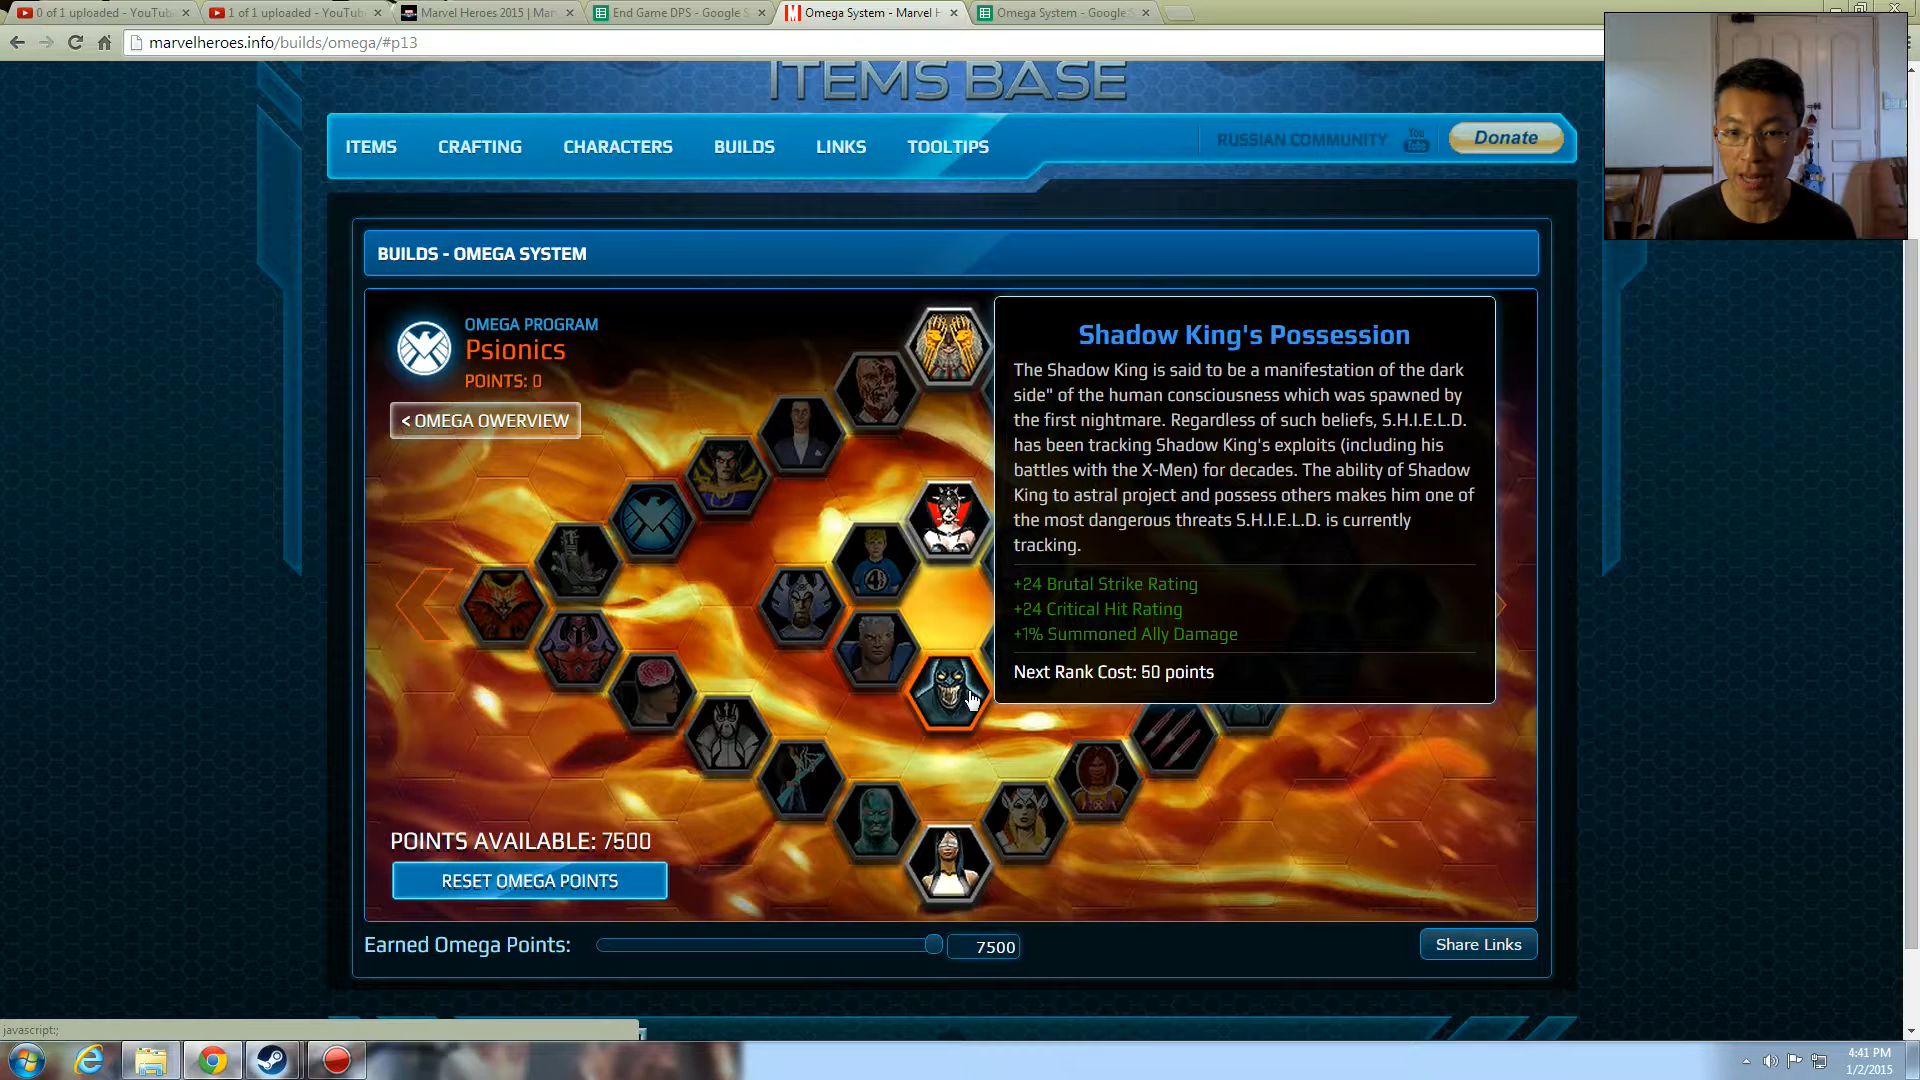 0 of 1 uploaded - YouTub
1 of 1 uploaded - YouTub
Marvel Heroes 2015 | Mar
End Game DPS - Google S
Omega System - Marvel H
Omega System - Google
marvelheroes.info/builds/omega/#p13
ITEMS BASE
ITEMS
CRAFTING
CHARACTERS
BUILDS
LINKS
TOOLTIPS
RUSSIAN COMMUNITY
You
Tube
Donate
BUILDS - OMEGA SYSTEM
OMEGA PROGRAM
Psionics
POINTS: 0
< OMEGA OWERVIEW
Shadow King's Possession
The Shadow King is said to be a manifestation of the dark
side" of the human consciousness which was spawned by
the first nightmare. Regardless of such beliefs, S.H.I.E.L.D.
has been tracking Shadow King's exploits (including his
battles with the X-Men) for decades. The ability of Shadow
King to astral project and possess others makes him one of
the most dangerous threats S.H.I.E.L.D. is currently
tracking.
+24 Brutal Strike Rating
+24 Critical Hit Rating
+1% Summoned Ally Damage
Next Rank Cost: 50 points
4
POINTS AVAILABLE: 7500
RESET OMEGA POINTS
Earned Omega Points:
7500
Share Links
javascript:;
4:41 PM
1/2/2015